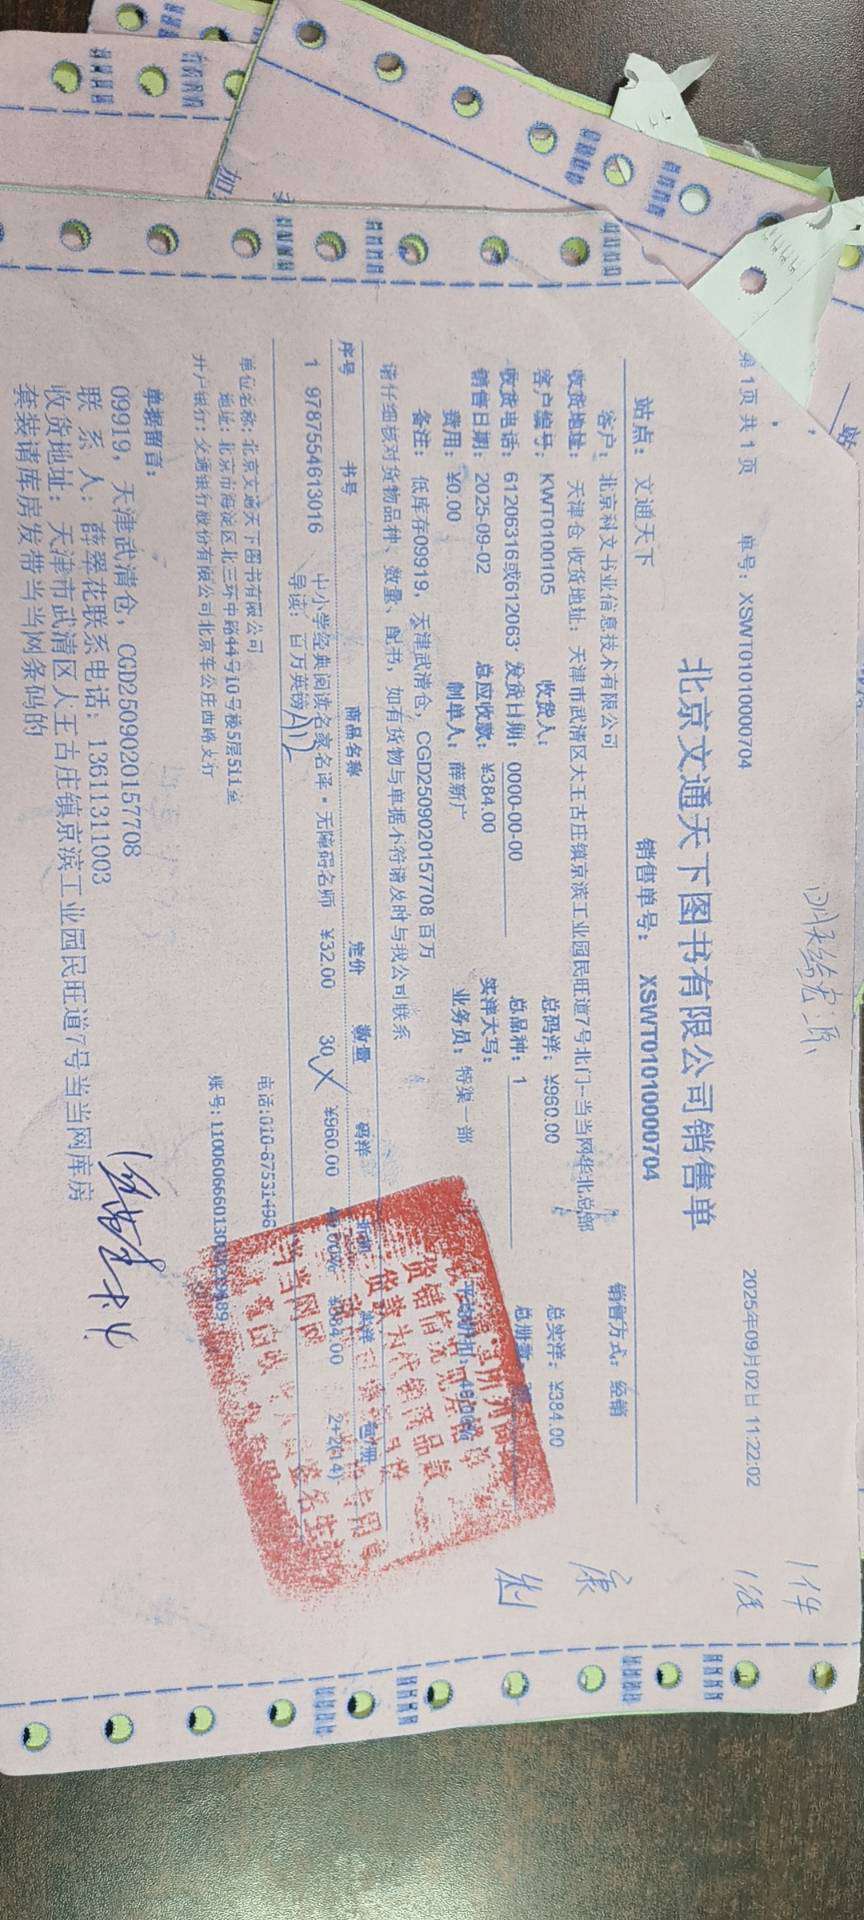 第 1 页 共 1 页 单号: XSWT01010000704 2025年09月02日 11:22:02
1件
北京文通天下图书有限公司销售单
销售单号: XSWT01010000704
站点: 文通天下 销售方式: 经销
客户: 北京科文书业信息技术有限公司
收货地址: 天津仓 收货地址: 天津市武清区大王古庄镇京滨工业园民旺道7号北门--当当网华北总部
客户编号: KWT0100105 收货人: 总码洋: ¥960.00 总实洋: ¥384.00
收货电话: 61206316或612063 发货日期: 0000-00-00 总品种: 1 总册数:
销售日期: 2025-09-02 总应收款: ¥384.00 实洋大写:
费用: ¥0.00 制单人: 薛新广 业务员: 特渠一部
备注: 低库存09919, 天津武清仓, CGD2509020157708 百万
请仔细核对货物品种、数量、配书, 如有货物与单据不符请及时与我公司联系
序号 书号 商品名称 定价 数量 码洋
1 9787554613016 中小学经典阅读名家名译·无障碍名师 ¥32.00 30 ¥960.00 ¥384.00 2+2(14)
导读: 百万英镑
单位名称: 北京文通天下图书有限公司 电话:010-67531496
地址: 北京市海淀区北三环中路44号10号楼5层511室
开户银行: 交通银行股份有限公司北京车公庄西路支行
单据留言:
09919, 天津武清仓, CGD2509020157708
联 系 人: 薛翠花联系电话: 13611311003
收货地址: 天津市武清区大王古庄镇京滨工业园民旺道7号当当网库房
套装请库房发带当当网条码的